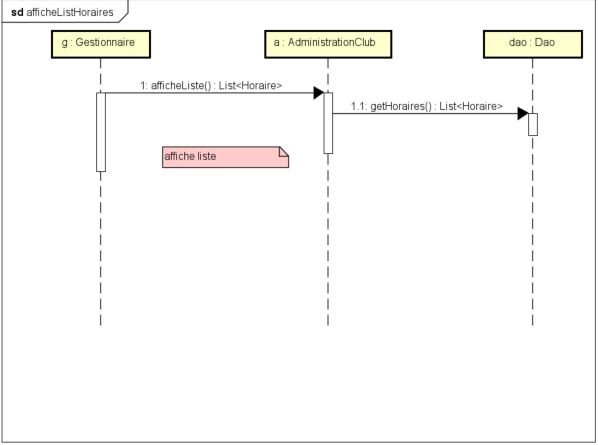 sd afficheListHoraires
g : Gestionnaire
a : AdministrationClub
dao : Dao
1: afficheListe() : List<Horaire>
1.1: getHoraires() : List<Horaire>
affiche liste